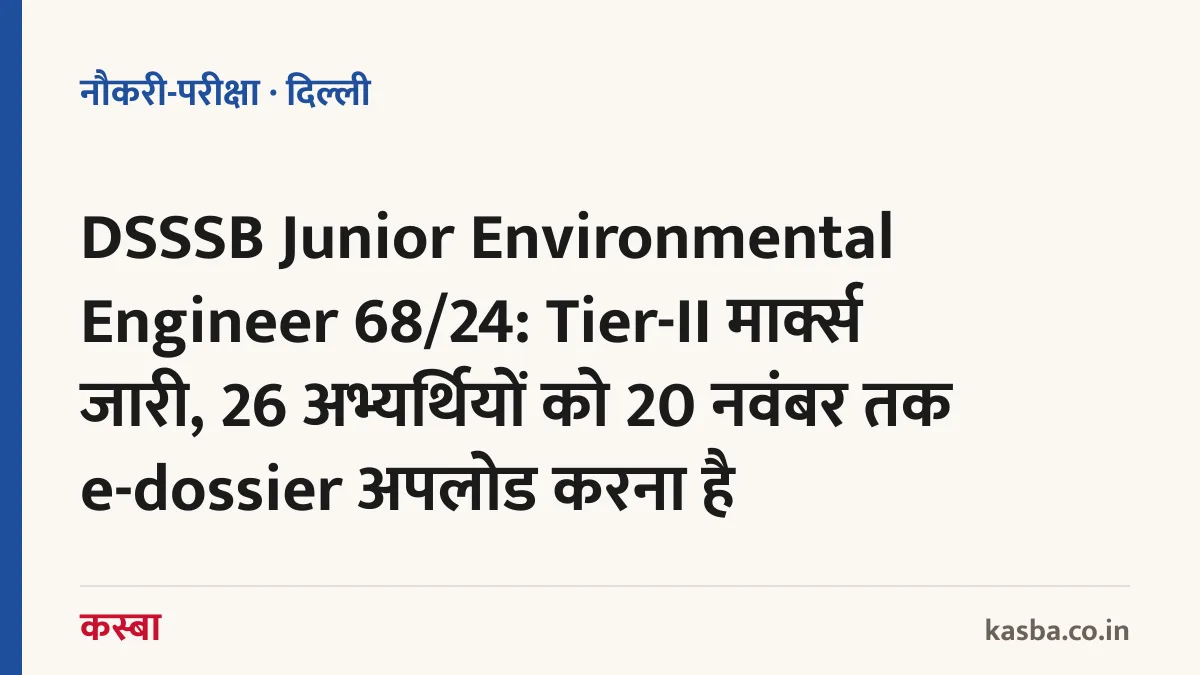 नौकरी-परीक्षा · दिल्ली
DSSSB Junior Environmental
Engineer 68/24: Tier-II मार्क्स
जारी, 26 अभ्यर्थियों को 20 नवंबर तक
e-dossier अपलोड करना है
कस्बा
kasba.co.in